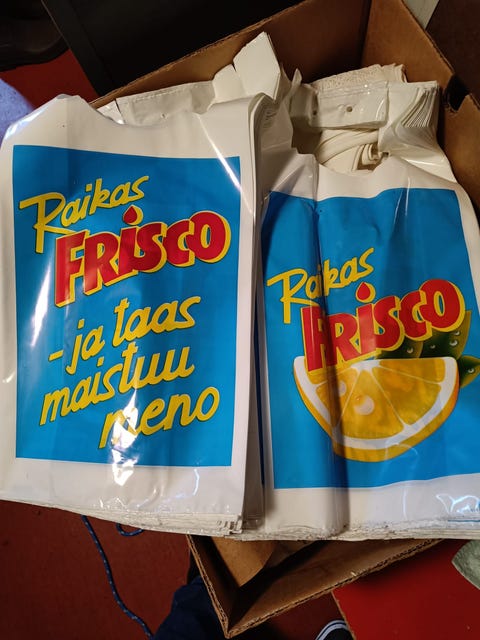 Raikas
FRISCO
- ja taas
maistuu
meno
Raikas
FRISCO